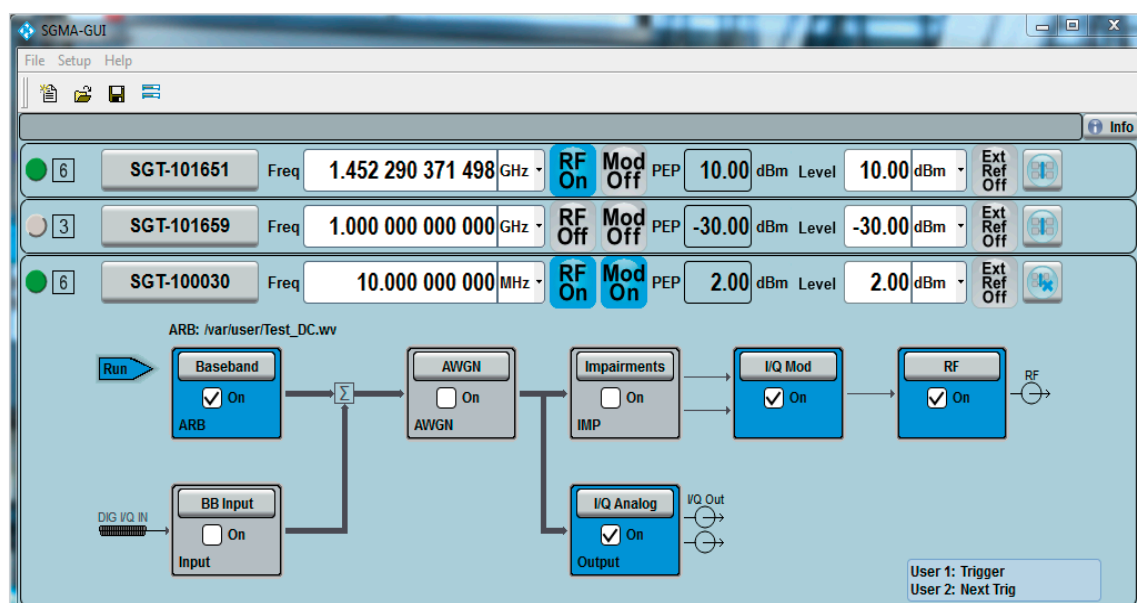 SGMA-GUI
File Setup Help
Info
6 SGT-101651 Freq 1.452 290 371 498 GHz RF On Mod Off PEP 10.00 dBm Level 10.00 dBm Ext Ref Off
3 SGT-101659 Freq 1.000 000 000 000 GHz RF Off Mod Off PEP -30.00 dBm Level -30.00 dBm Ext Ref Off
6 SGT-100030 Freq 10.000 000 000 MHz RF On Mod On PEP 2.00 dBm Level 2.00 dBm Ext Ref Off
ARB: /var/user/Test_DC.wv
Run Baseband AWGN Impairments I/Q Mod RF
On Σ On On On On RF
ARB AWGN IMP
BB Input I/Q Analog I/Q Out
DIG I/Q IN On On
Input Output
User 1: Trigger
User 2: Next Trig